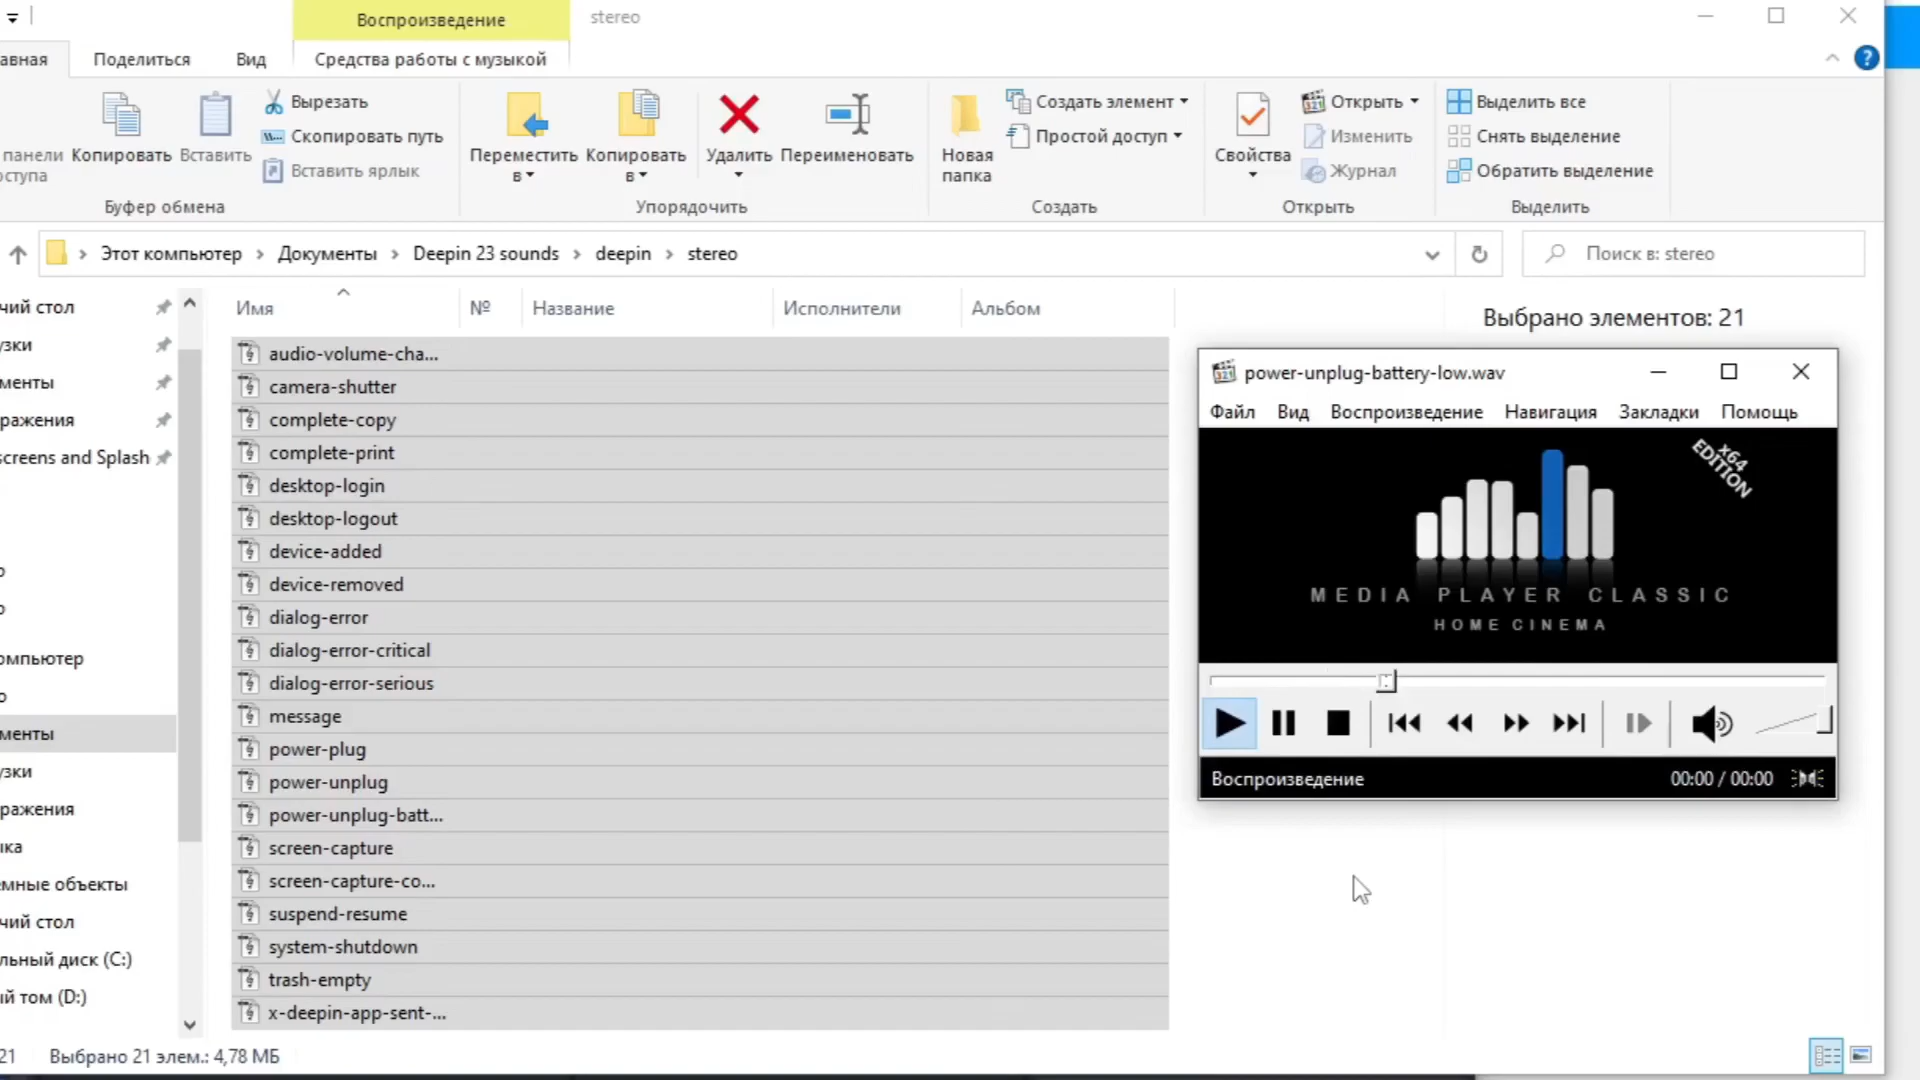 Воспроизведение
stereo
авная
Поделиться
Вид
Средства работы с музыкой
панели
оступа
Копировать
Вставить
Вырезать
Скопировать путь
Вставить ярлык
Буфер обмена
Переместить
в
Копировать
в
Удалить
Переименовать
Упорядочить
Новая
папка
Создать элемент
Простой доступ
Создать
Свойства
Открыть
Изменить
Журнал
Открыть
Выделить все
Снять выделение
Обратить выделение
Выделить
Этот компьютер
Документы
Deepin 23 sounds
deepin
stereo
Поиск в: stereo
чий стол
узки
менты
ражения
screens and Splash
о
о
омпьютер
о
менты
узки
ражения
ыка
емные объекты
чий стол
льный диск (C:)
ый том (D:)
Имя
№
Название
Исполнители
Альбом
audio-volume-cha...
camera-shutter
complete-copy
complete-print
desktop-login
desktop-logout
device-added
device-removed
dialog-error
dialog-error-critical
dialog-error-serious
message
power-plug
power-unplug
power-unplug-batt...
screen-capture
screen-capture-co...
suspend-resume
system-shutdown
trash-empty
x-deepin-app-sent-...
Выбрано элементов: 21
power-unplug-battery-low.wav
Файл
Вид
Воспроизведение
Навигация
Закладки
Помощь
x64
EDITION
MEDIA PLAYER CLASSIC
HOME CINEMA
Воспроизведение
00:00 / 00:00
21
Выбрано 21 элем.: 4,78 МБ